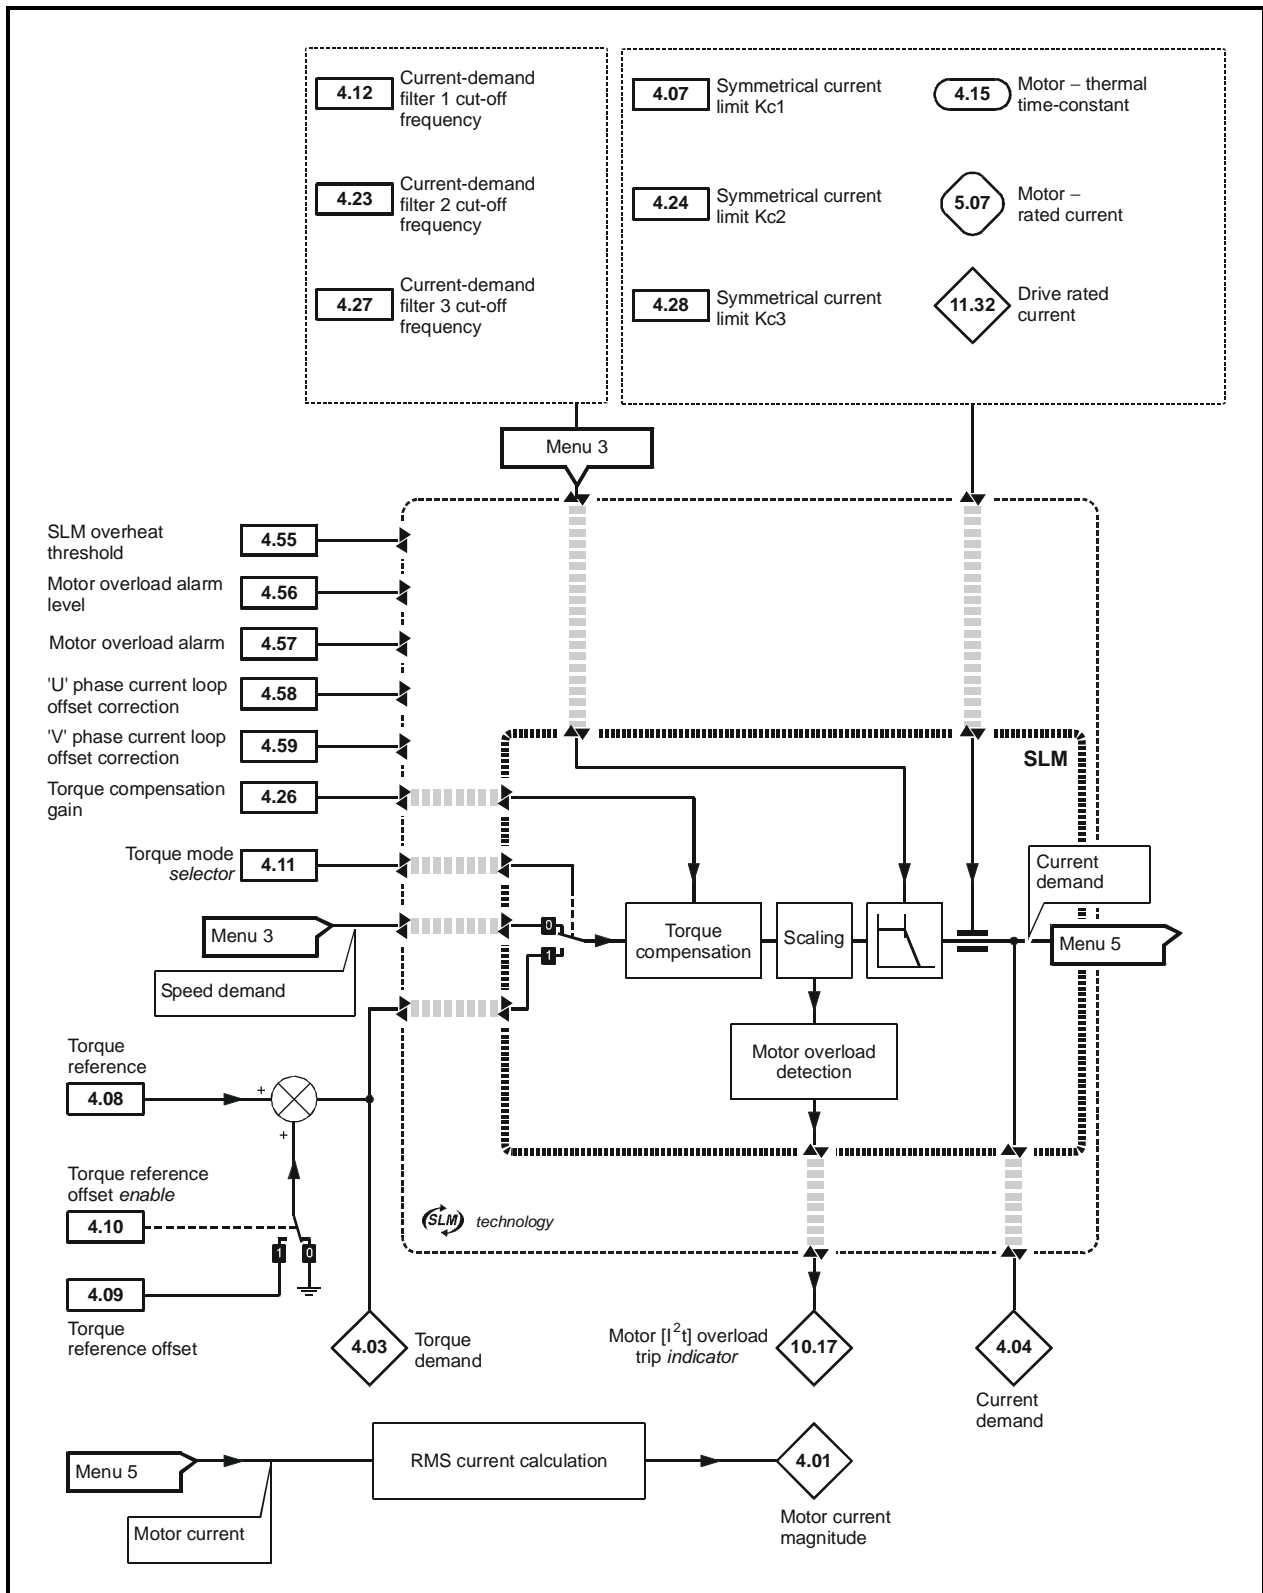 4.12
Current-demand
filter 1 cut-off
frequency
4.23
Current-demand
filter 2 cut-off
frequency
4.27
Current-demand
filter 3 cut-off
frequency
4.07
Symmetrical current
limit Kc1
4.24
Symmetrical current
limit Kc2
4.28
Symmetrical current
limit Kc3
4.15
Motor – thermal
time-constant
5.07
Motor –
rated current
11.32
Drive rated
current
Menu 3
SLM overheat
threshold
4.55
Motor overload alarm
level
4.56
Motor overload alarm
4.57
'U' phase current loop
offset correction
4.58
'V' phase current loop
offset correction
4.59
Torque compensation
gain
4.26
Torque mode
selector
4.11
Menu 3
Speed demand
SLM
0
1
Torque
compensation
Scaling
Current
demand
Menu 5
Motor overload
detection
Torque
reference
4.08
+
+
Torque reference
offset enable
4.10
1
0
4.09
Torque
reference offset
SLM technology
4.03
Torque
demand
Motor [I²t] overload
trip indicator
10.17
4.04
Current
demand
Menu 5
Motor current
RMS current calculation
4.01
Motor current
magnitude